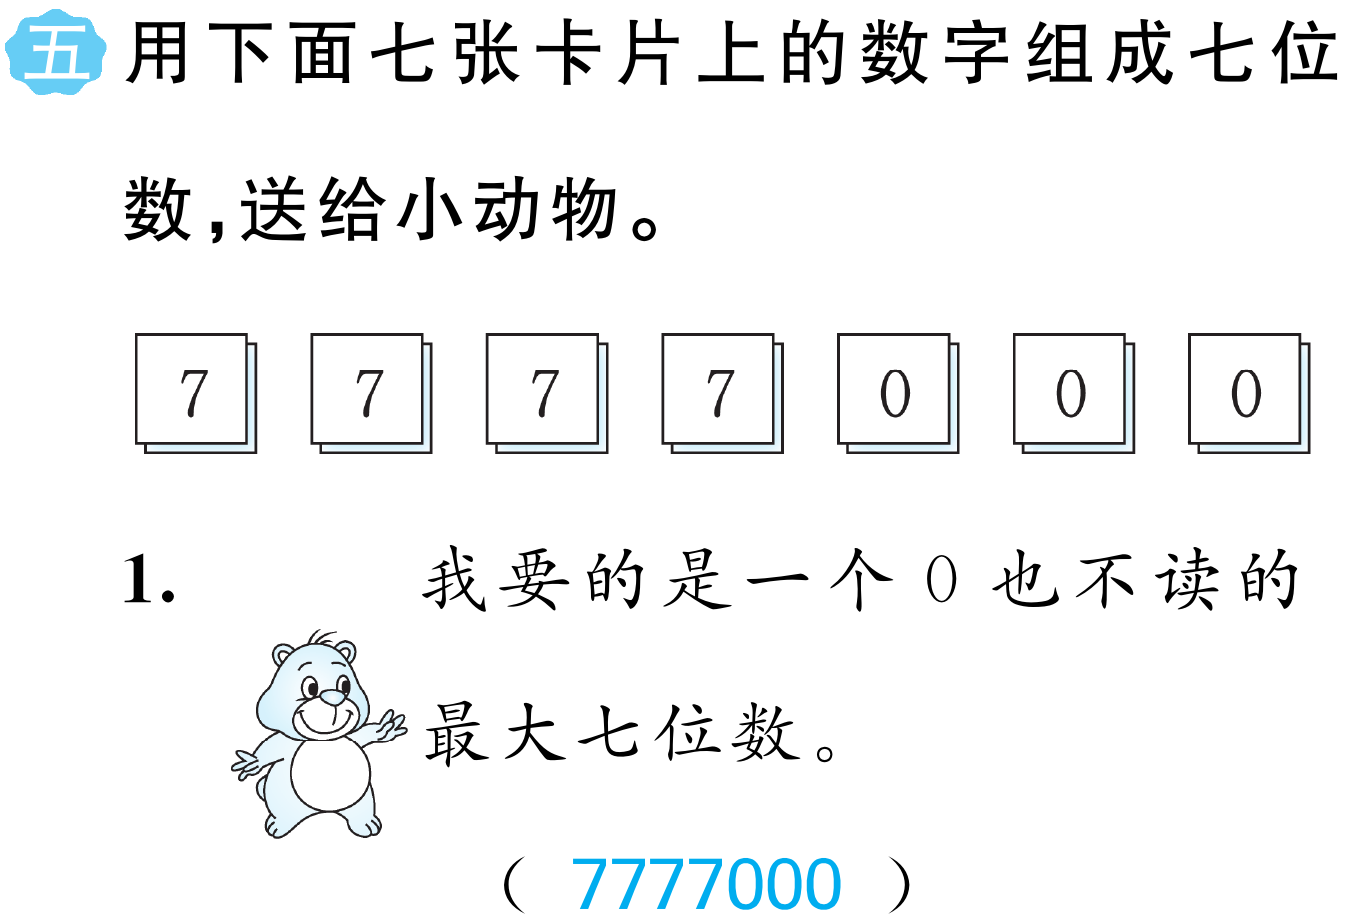 五 用下面七张卡片上的数字组成七位
数,送给小动物。
7 7 7 7 0 0 0
1. 我要的是一个0也不读的
最大七位数。
( 7777000 )